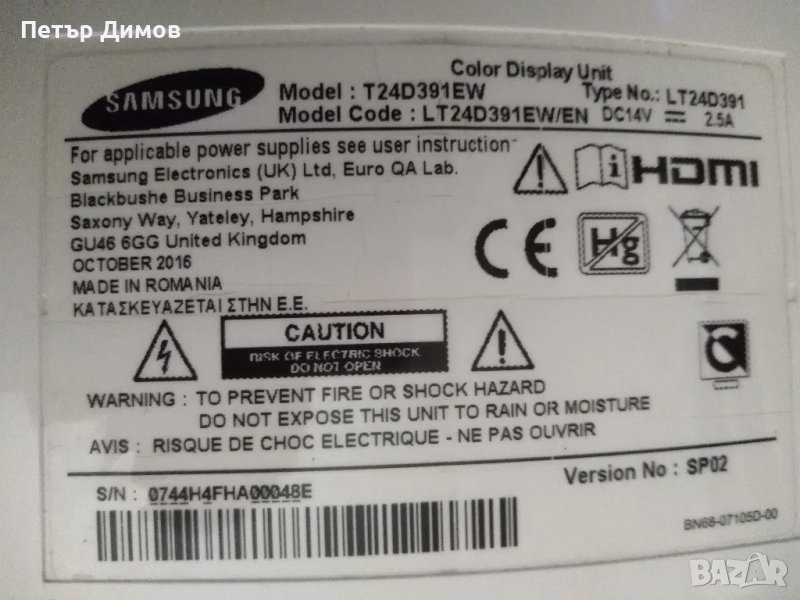 Петър Димов
SAMSUNG
Color Display Unit
Model : T24D391EW
Type No.: LT24D391
Model Code : LT24D391EW/EN
DC14V ⎓ 2.5A
For applicable power supplies see user instruction
Samsung Electronics (UK) Ltd, Euro QA Lab.
Blackbushe Business Park
Saxony Way, Yateley, Hampshire
GU46 6GG United Kingdom
OCTOBER 2016
MADE IN ROMANIA
ΚΑΤΑΣΚΕΥΑΖΕΤΑΙ ΣΤΗΝ Ε.Ε.
HDMI
CE
Hg
CAUTION
RISK OF ELECTRIC SHOCK
DO NOT OPEN
WARNING : TO PREVENT FIRE OR SHOCK HAZARD
DO NOT EXPOSE THIS UNIT TO RAIN OR MOISTURE
AVIS : RISQUE DE CHOC ELECTRIQUE - NE PAS OUVRIR
S/N : 0744H4FHA00048E
Version No : SP02
BN68-07105D-00
BAZAR